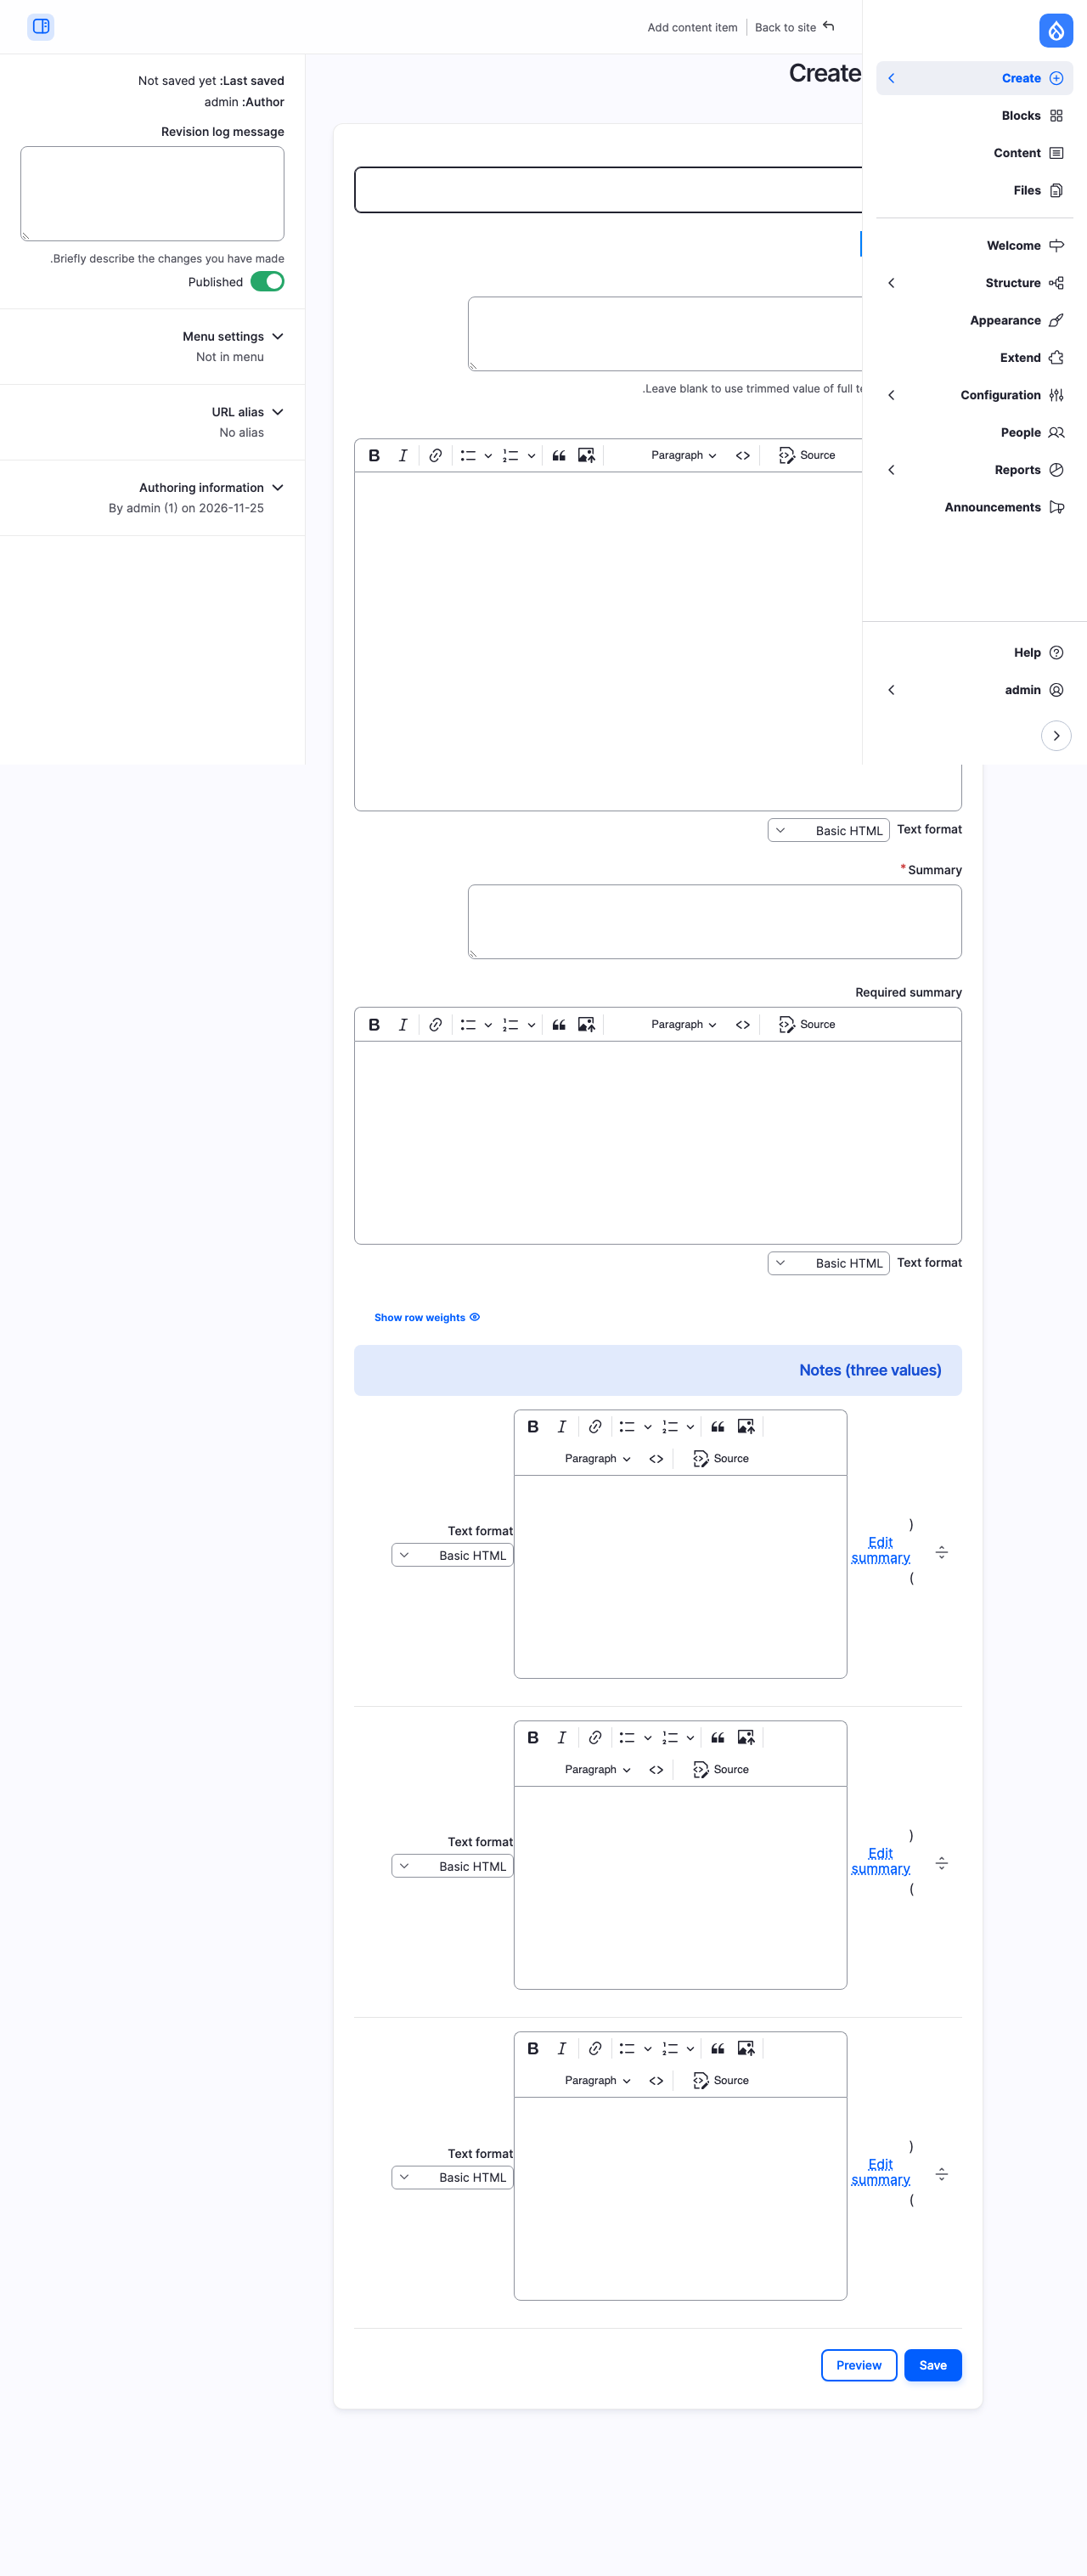 Add content item
Back to site
Create
Blocks
Content
Files
Welcome
Structure
Appearance
Extend
Configuration
People
Reports
Announcements
Help
admin
Create
Not saved yet :Last saved
admin :Author
Revision log message
.Briefly describe the changes you have made
Published
Menu settings
Not in menu
URL alias
No alias
Authoring information
By admin (1) on 2026-11-25
.Leave blank to use trimmed value of full
Paragraph
Source
Basic HTML
Text format
*Summary
Required summary
Paragraph
Source
Basic HTML
Text format
Show row weights
Notes (three values)
Paragraph
Source
)
Edit
summary
(
Text format
Basic HTML
Paragraph
Source
)
Edit
summary
(
Text format
Basic HTML
Paragraph
Source
)
Edit
summary
(
Text format
Basic HTML
Preview
Save